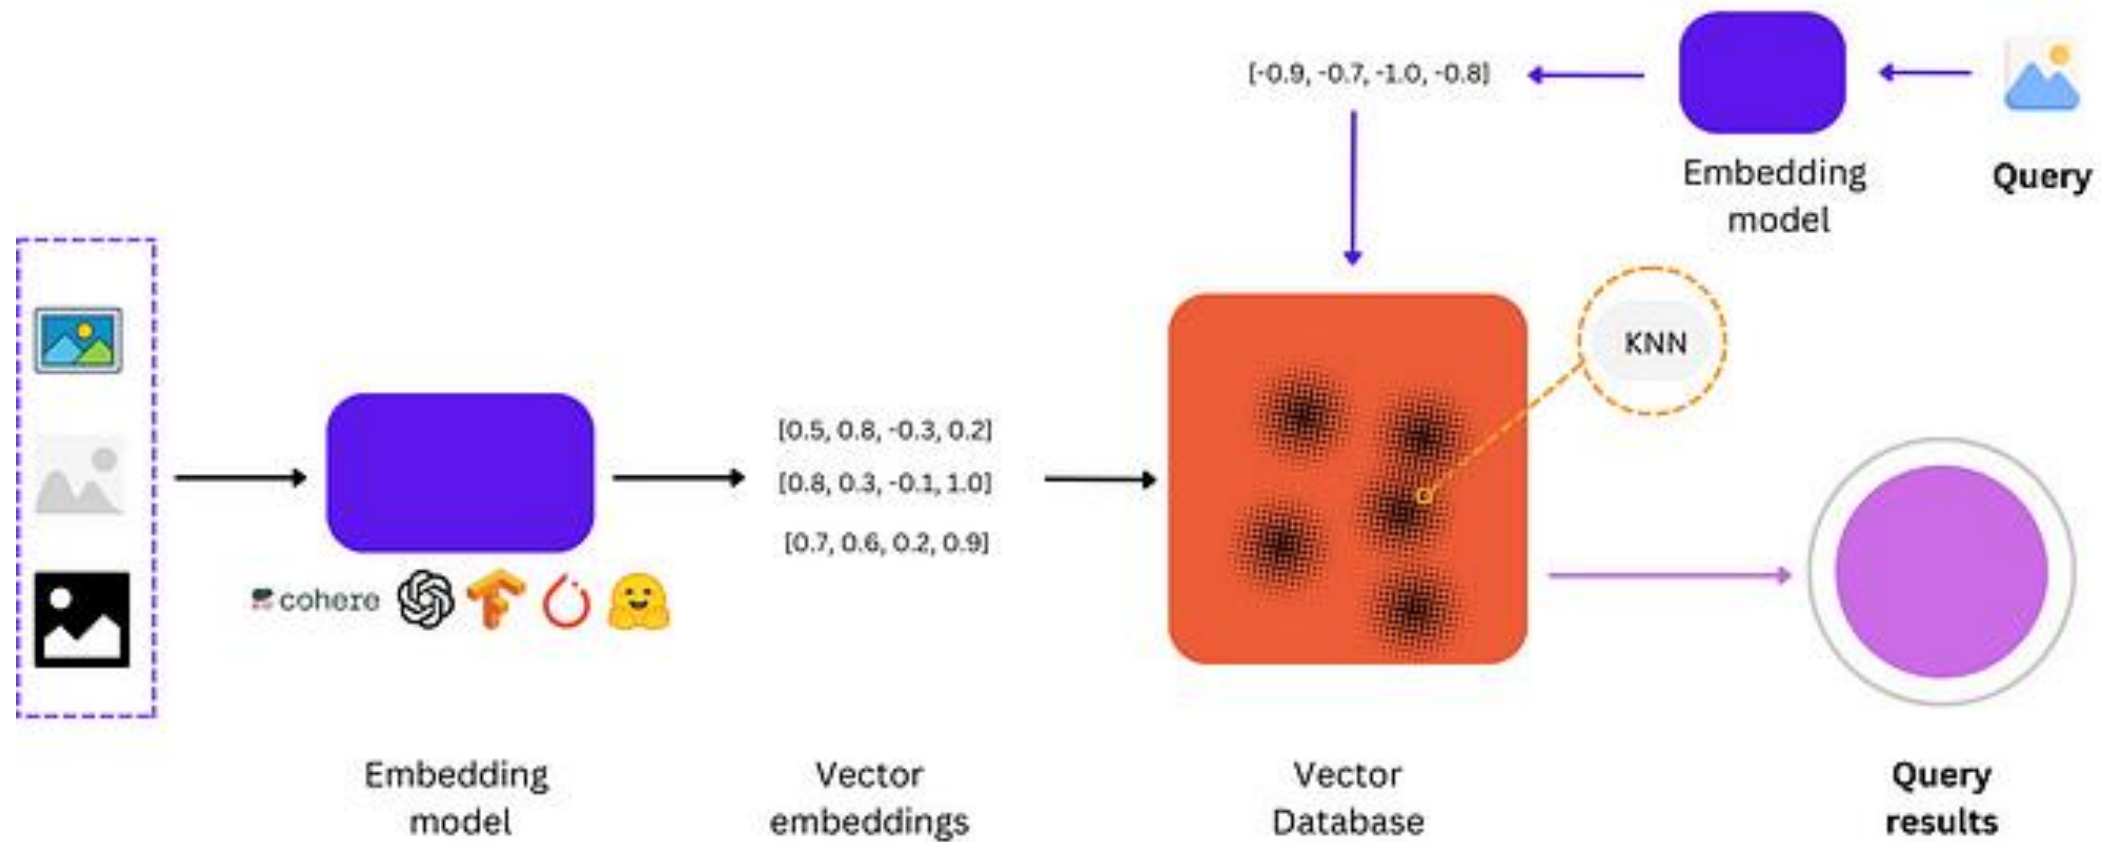 [-0.9, -0.7, -1.0, -0.8]
Embedding
model
Query
KNN
[0.5, 0.8, -0.3, 0.2]
[0.8, 0.3, -0.1, 1.0]
[0.7, 0.6, 0.2, 0.9]
cohere
Embedding
model
Vector
embeddings
Vector
Database
Query
results